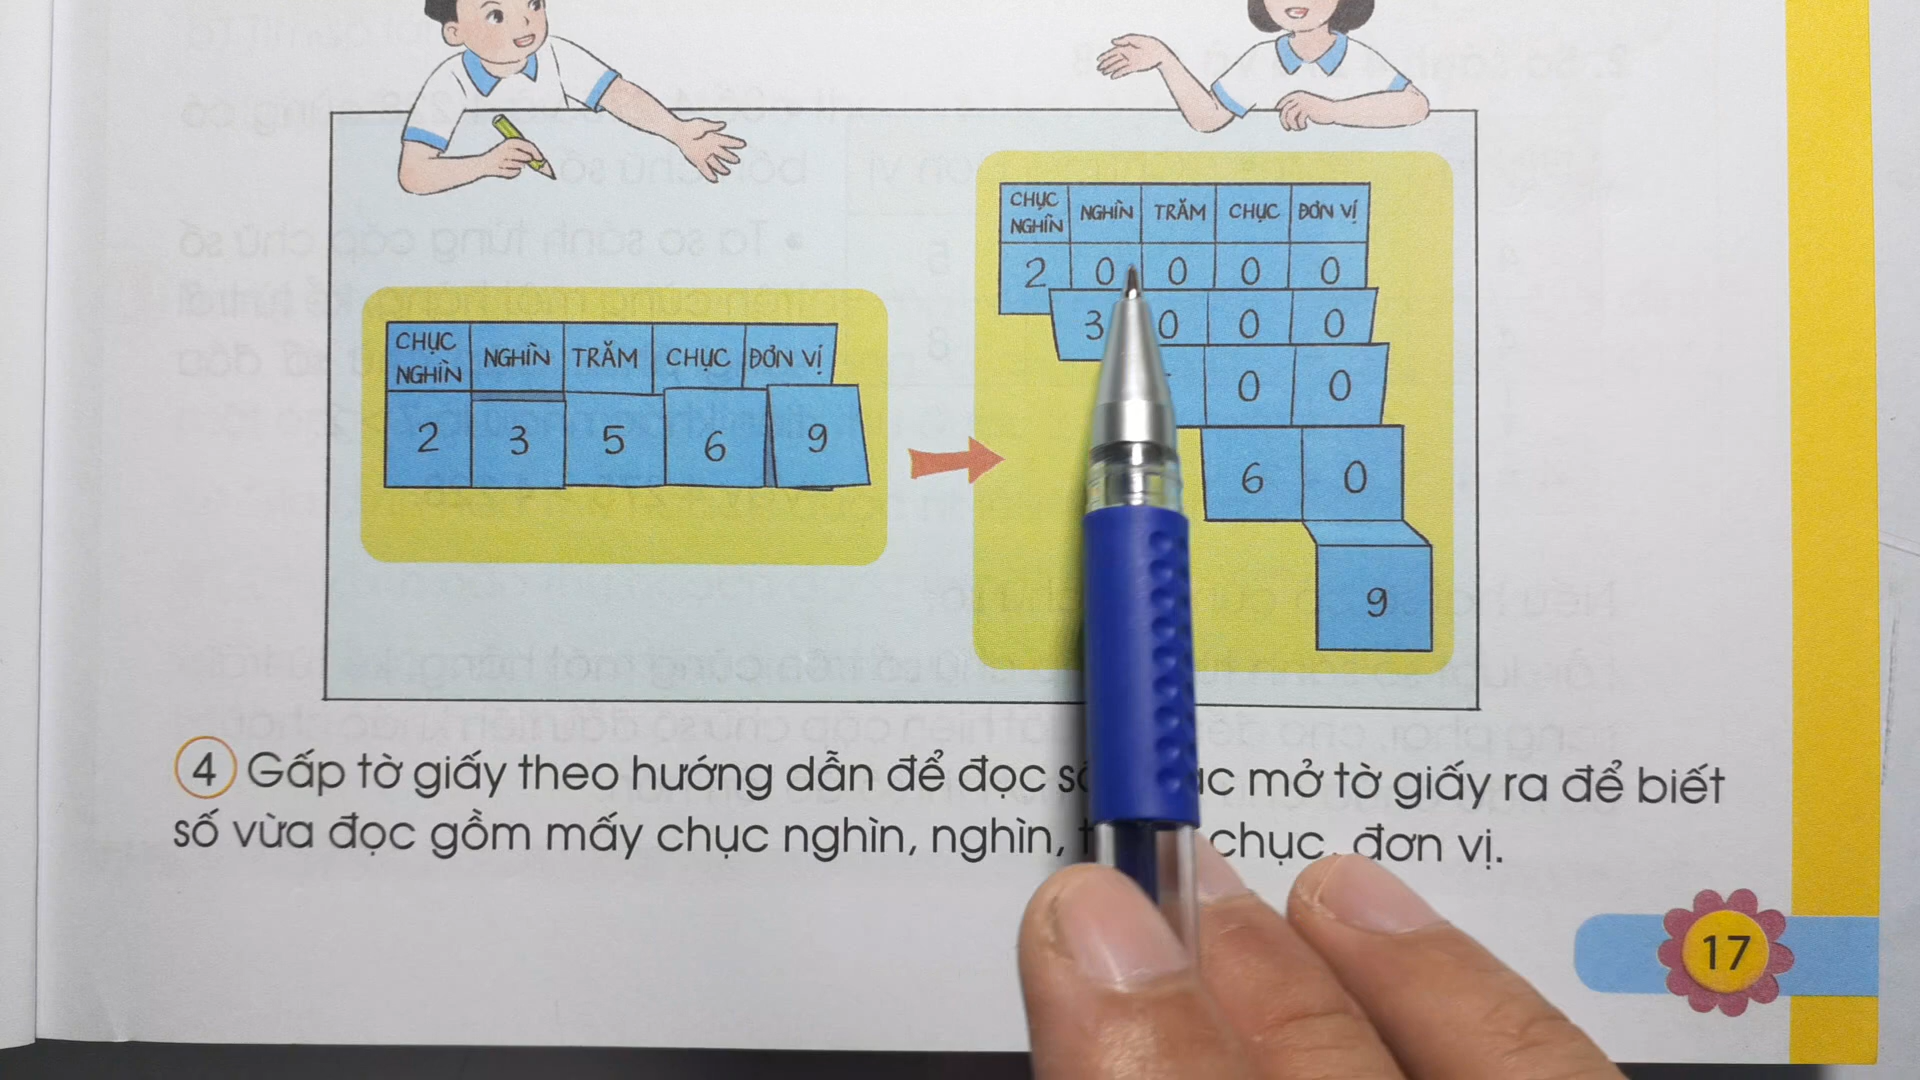 CHỤC NGHÌN NGHÌN TRĂM CHỤC ĐƠN VỊ
2 3 5 6 9
CHỤC NGHÌN NGHÌN TRĂM CHỤC ĐƠN VỊ
2 0 0 0 0
3 0 0 0
0 0
6 0
9
4 Gấp tờ giấy theo hướng dẫn để đọc mở tờ giấy ra để biết
số vừa đọc gồm mấy chục nghìn, nghìn, chục, đơn vị.
17